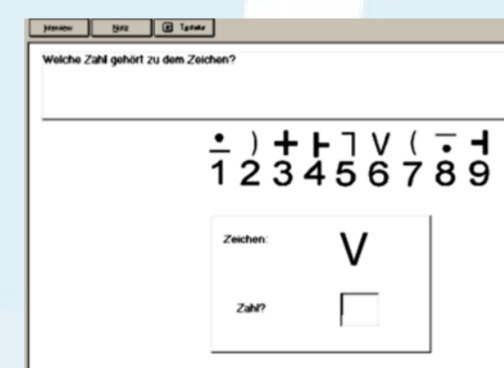 Interview Notiz
Welche Zahl gehört zu dem Zeichen?
∸ ) + ⊢ ⅂ V ( ⨪ ⊣
1 2 3 4 5 6 7 8 9
Zeichen: V
Zahl?